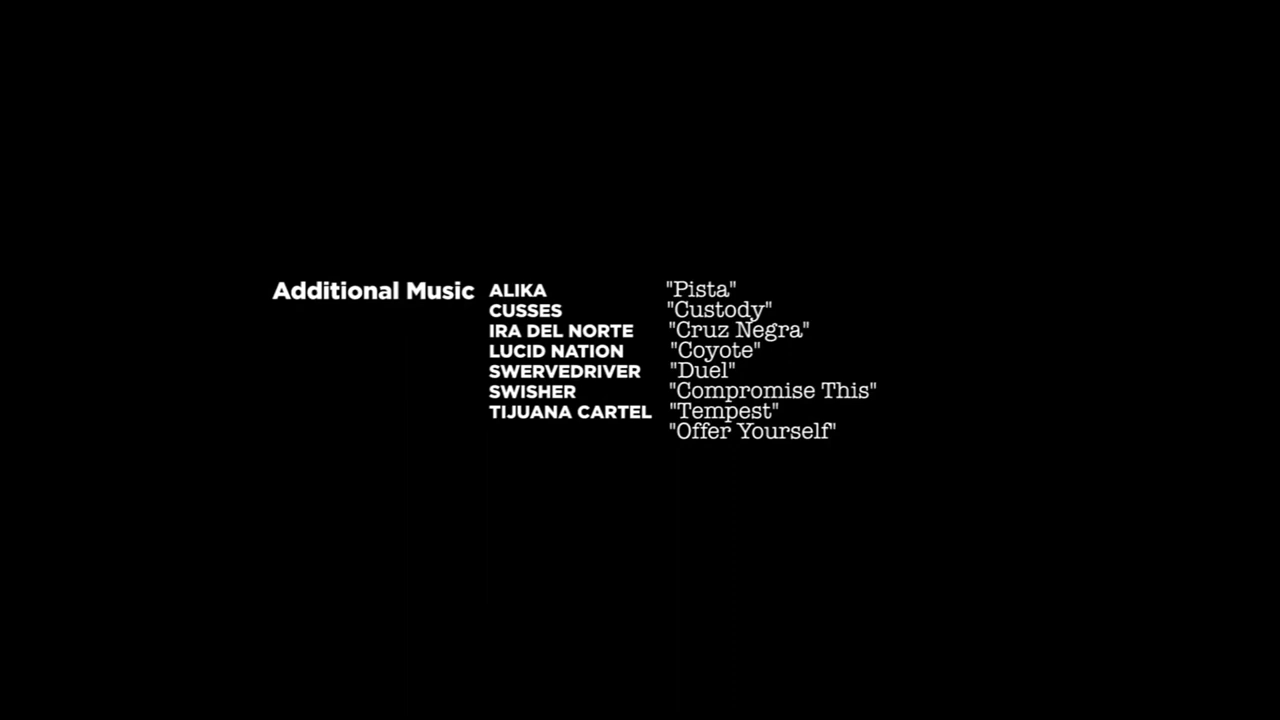 Additional Music ALIKA "Pista"
CUSSES "Custody"
IRA DEL NORTE "Cruz Negra"
LUCID NATION "Coyote"
SWERVEDRIVER "Duel"
SWISHER "Compromise This"
TIJUANA CARTEL "Tempest"
"Offer Yourself"